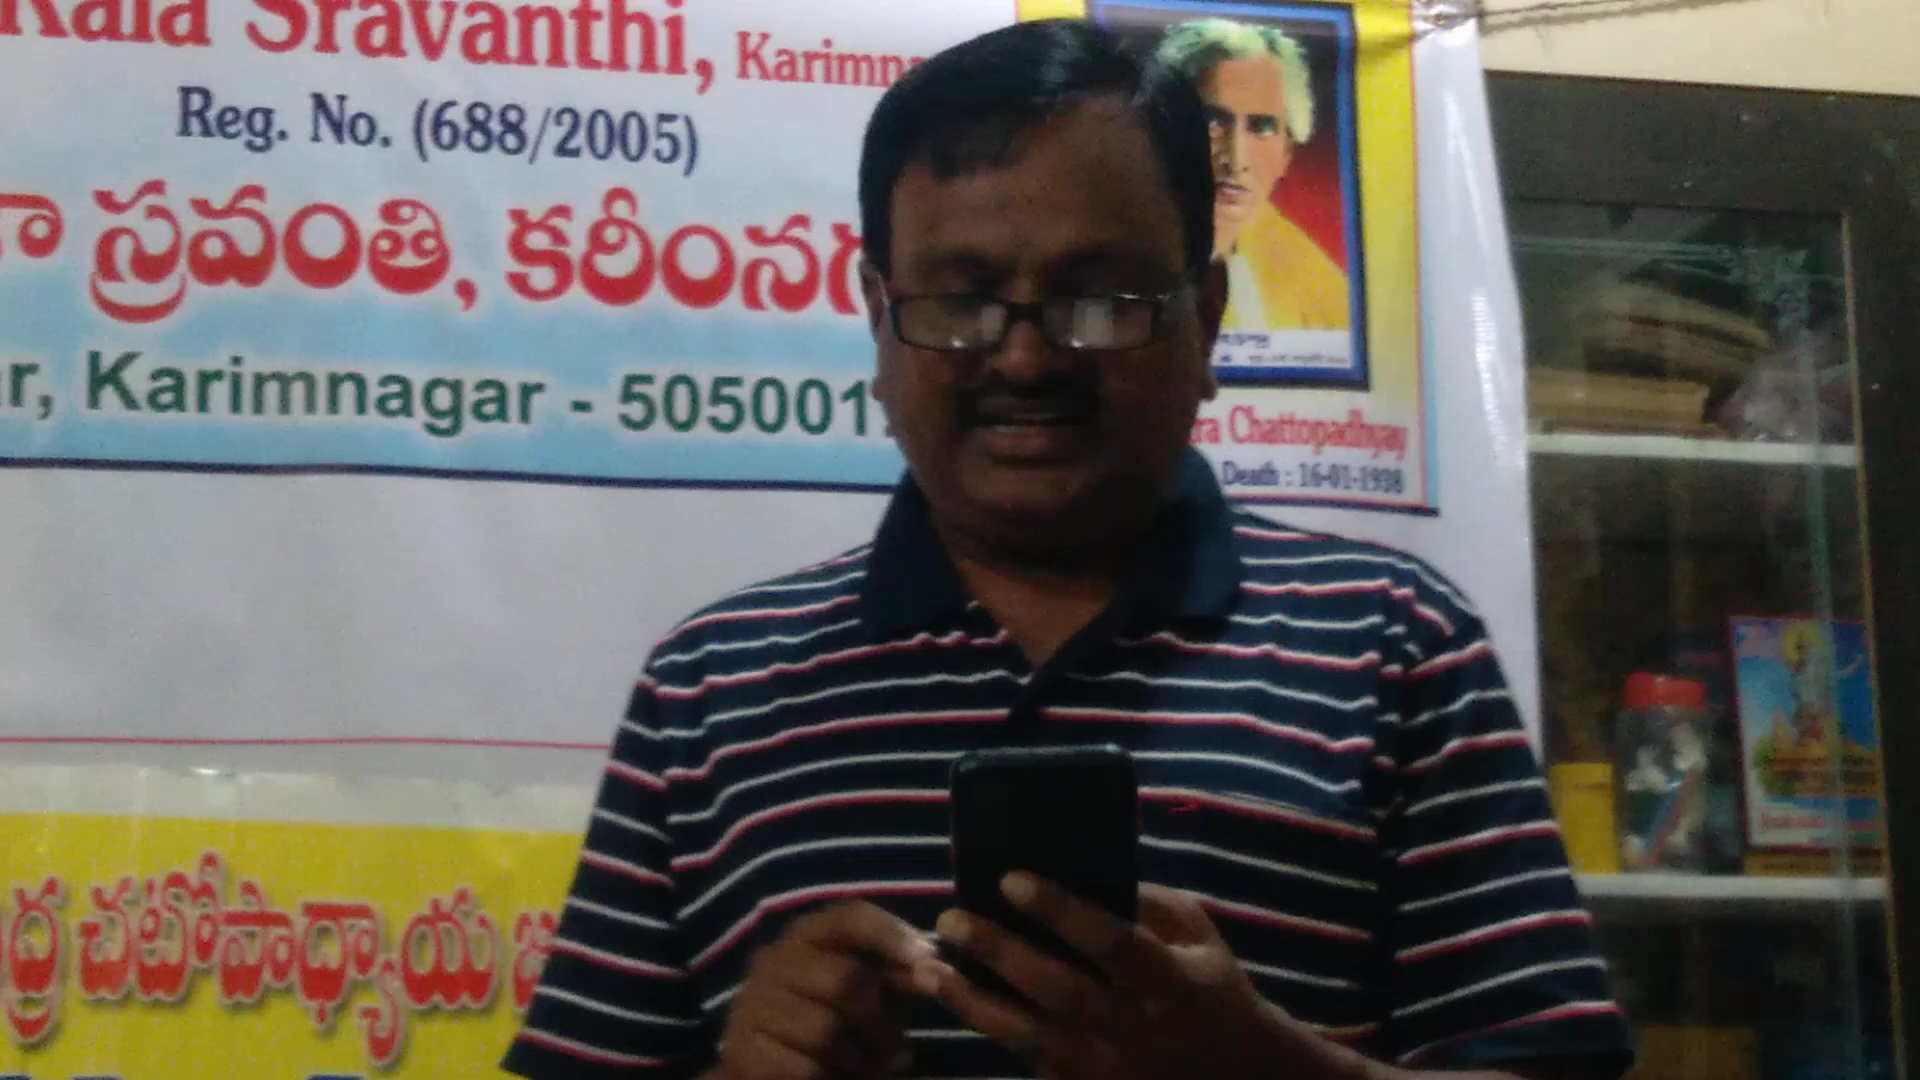 Kala Sravanthi, Karimna
Reg. No. (688/2005)
స్రవంతి, కరీంనగ
ar, Karimnagar - 505001.
ra Chattopadhyay
Death : 16-01-1938
ద్ర చటోపాధ్యాయ